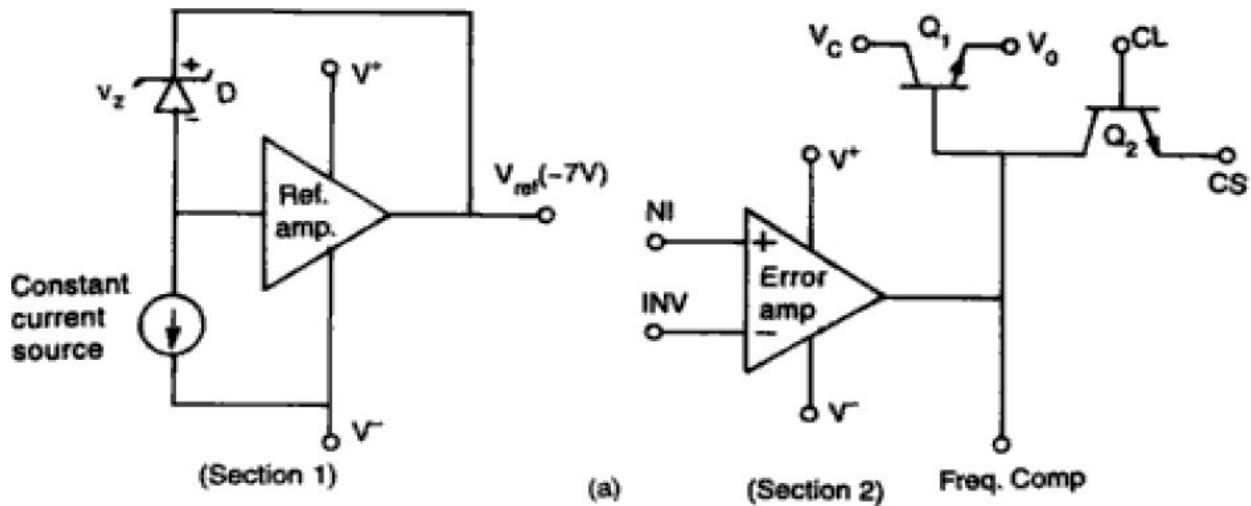 V⁺
v_z
+
D
-
Ref.
amp.
V_ref(-7V)
Constant
current
source
V⁻
(Section 1)
(a)
V_C
Q_1
V_o
CL
Q_2
CS
V⁺
NI
+
Error
amp
INV
-
V⁻
Freq. Comp
(Section 2)